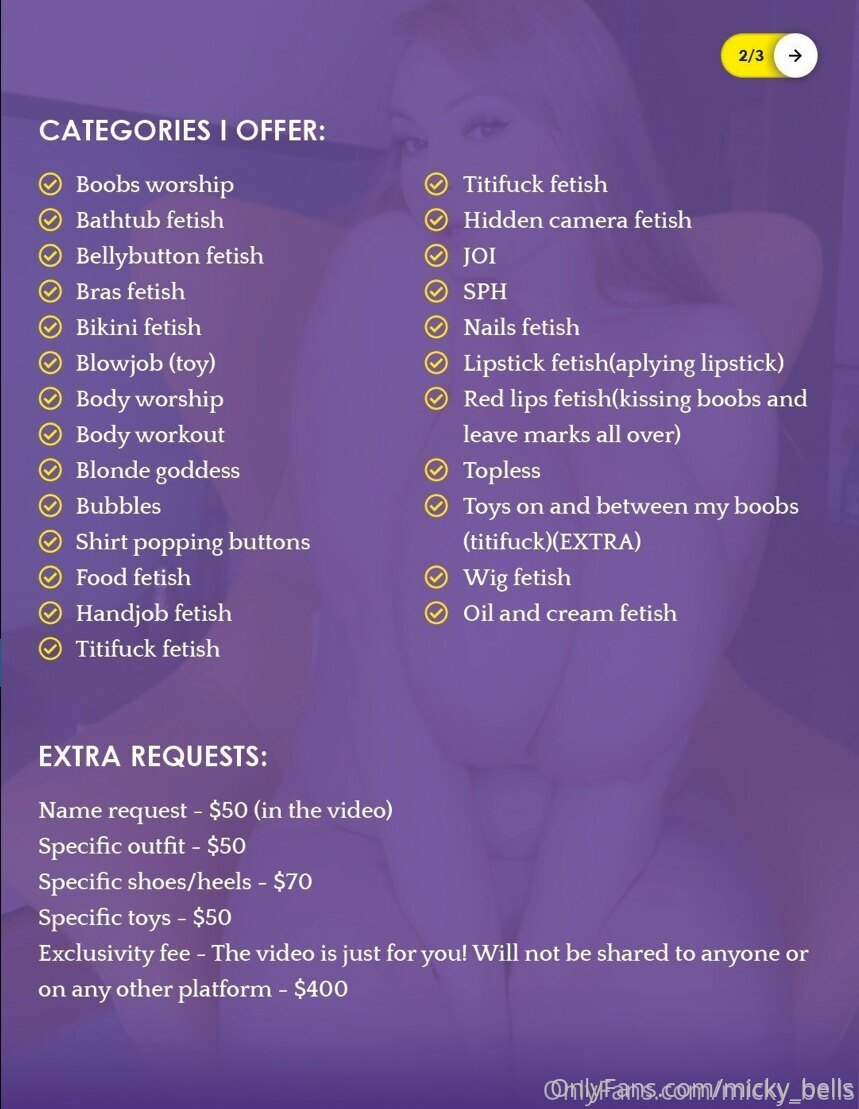 2/3
CATEGORIES I OFFER:
Boobs worship
Bathtub fetish
Bellybutton fetish
Bras fetish
Bikini fetish
Blowjob (toy)
Body worship
Body workout
Blonde goddess
Bubbles
Shirt popping buttons
Food fetish
Handjob fetish
Titifuck fetish
Titifuck fetish
Hidden camera fetish
JOI
SPH
Nails fetish
Lipstick fetish(aplying lipstick)
Red lips fetish(kissing boobs and
leave marks all over)
Topless
Toys on and between my boobs
(titifuck)(EXTRA)
Wig fetish
Oil and cream fetish
EXTRA REQUESTS:
Name request - $50 (in the video)
Specific outfit - $50
Specific shoes/heels - $70
Specific toys - $50
Exclusivity fee - The video is just for you! Will not be shared to anyone or
on any other platform - $400
OnlyFans.com/micky_bells